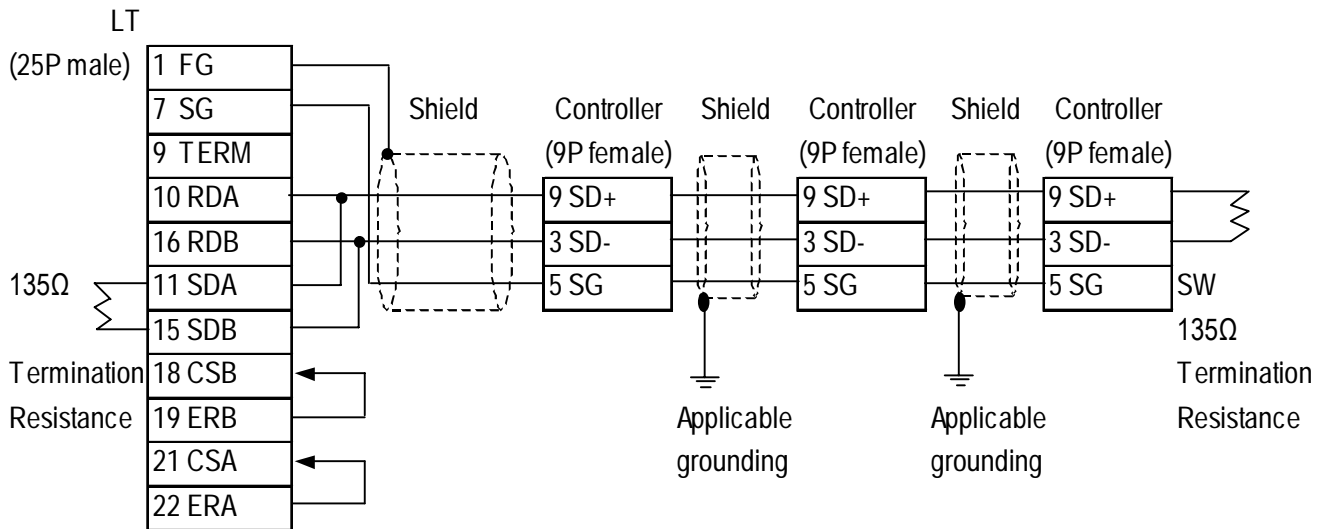 LT
(25P male)
1 FG
7 SG
9 TERM
10 RDA
16 RDB
11 SDA
15 SDB
18 CSB
19 ERB
21 CSA
22 ERA
135Ω
Termination
Resistance
Shield
Controller
(9P female)
9 SD+
3 SD-
5 SG
Shield
Applicable
grounding
Controller
(9P female)
9 SD+
3 SD-
5 SG
Shield
Applicable
grounding
Controller
(9P female)
9 SD+
3 SD-
5 SG
SW
135Ω
Termination
Resistance